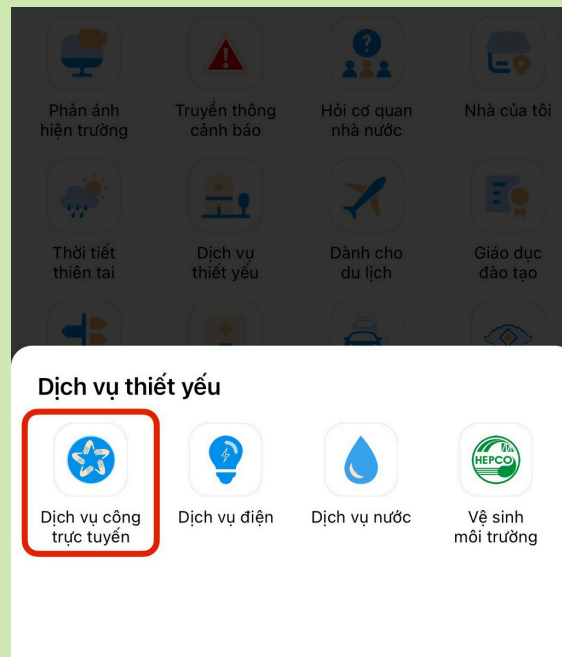 Phản ánh
hiện trường
Truyền thông
cảnh báo
Hỏi cơ quan
nhà nước
Nhà của tôi
Thời tiết
thiên tai
Dịch vụ
thiết yếu
Dành cho
du lịch
Giáo dục
đào tạo
Dịch vụ thiết yếu
Dịch vụ công
trực tuyến
Dịch vụ điện
Dịch vụ nước
HEPCO
Vệ sinh
môi trường